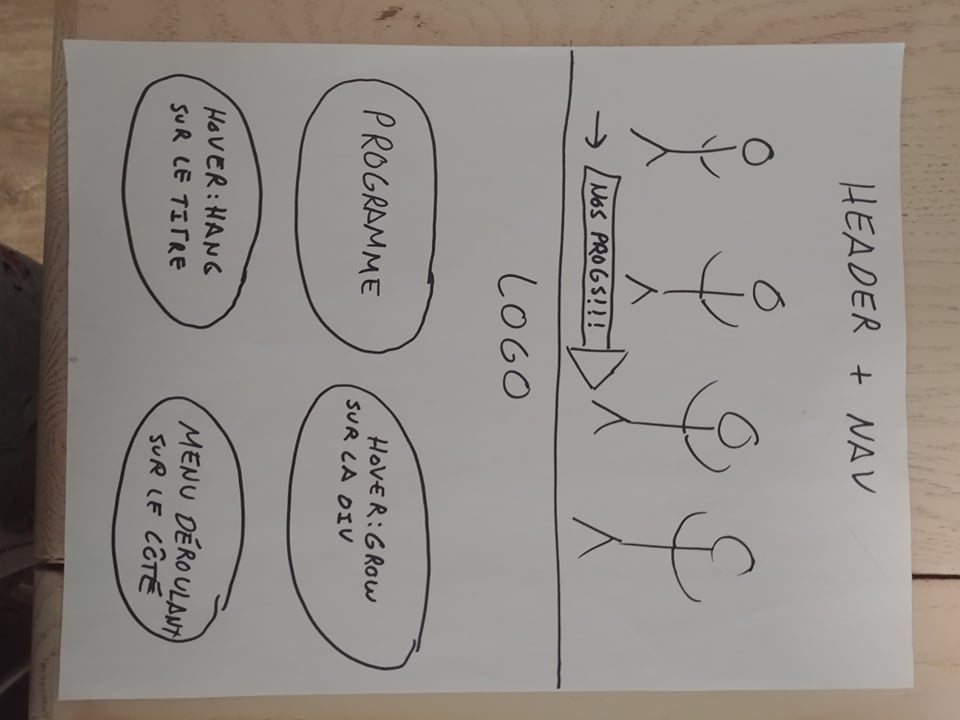 HEADER + NAV
NOS PROGS!!!
LOGO
PROGRAMME
HOVER: GROW
SUR LA DIV
HOVER: HANG
SUR LE TITRE
MENU DÉROULANT
SUR LE CÔTÉ